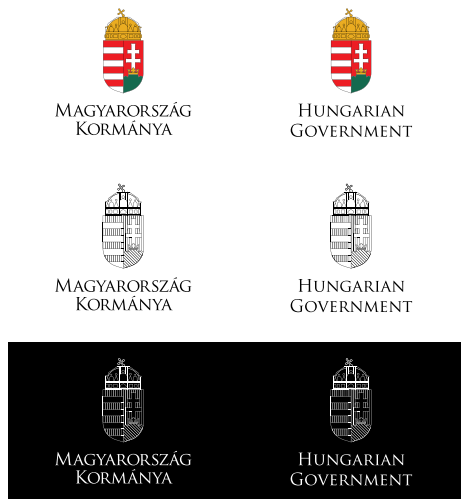 MAGYARORSZÁG
KORMÁNYA
HUNGARIAN
GOVERNMENT
MAGYARORSZÁG
KORMÁNYA
HUNGARIAN
GOVERNMENT
MAGYARORSZÁG
KORMÁNYA
HUNGARIAN
GOVERNMENT